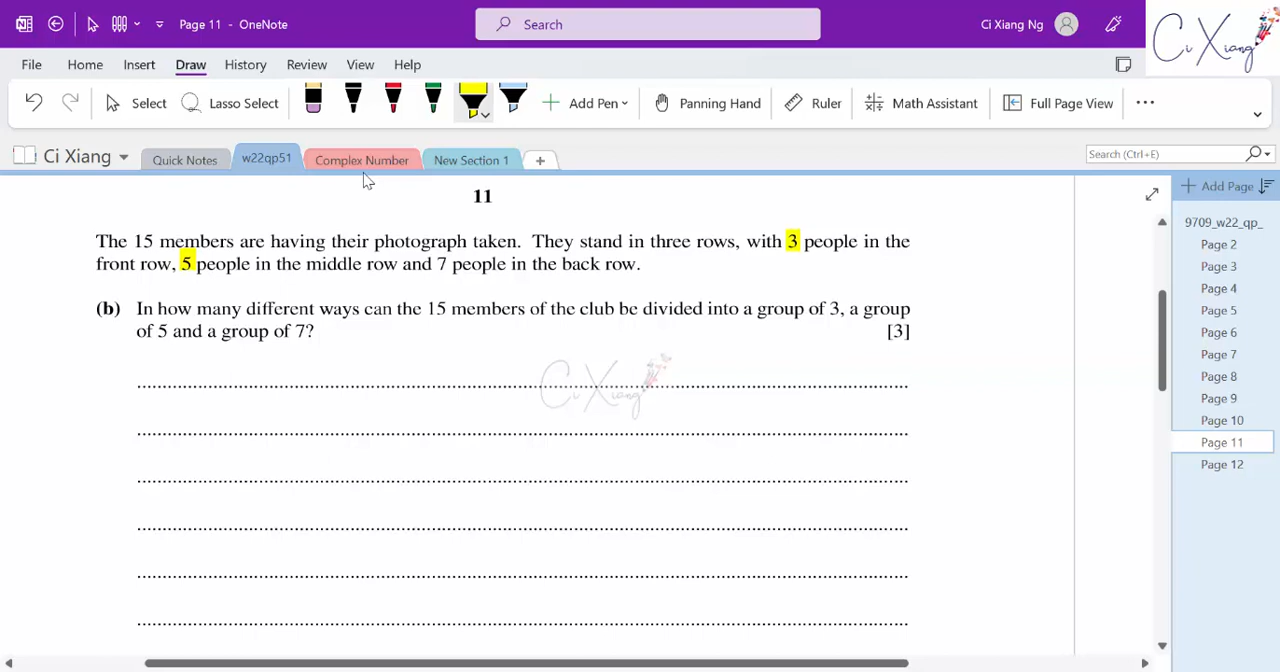 Page 11 - OneNote
Search
Ci Xiang Ng
Ci Xiang
File Home Insert Draw History Review View Help
Select Lasso Select Add Pen Panning Hand Ruler Math Assistant Full Page View
Ci Xiang Quick Notes w22qp51 Complex Number New Section 1 Search (Ctrl+E)
Add Page
9709_w22_qp_
Page 2
Page 3
Page 4
Page 5
Page 6
Page 7
Page 8
Page 9
Page 10
Page 11
Page 12
11
The 15 members are having their photograph taken. They stand in three rows, with 3 people in the
front row, 5 people in the middle row and 7 people in the back row.
(b) In how many different ways can the 15 members of the club be divided into a group of 3, a group
of 5 and a group of 7? [3]
Ci Xiang